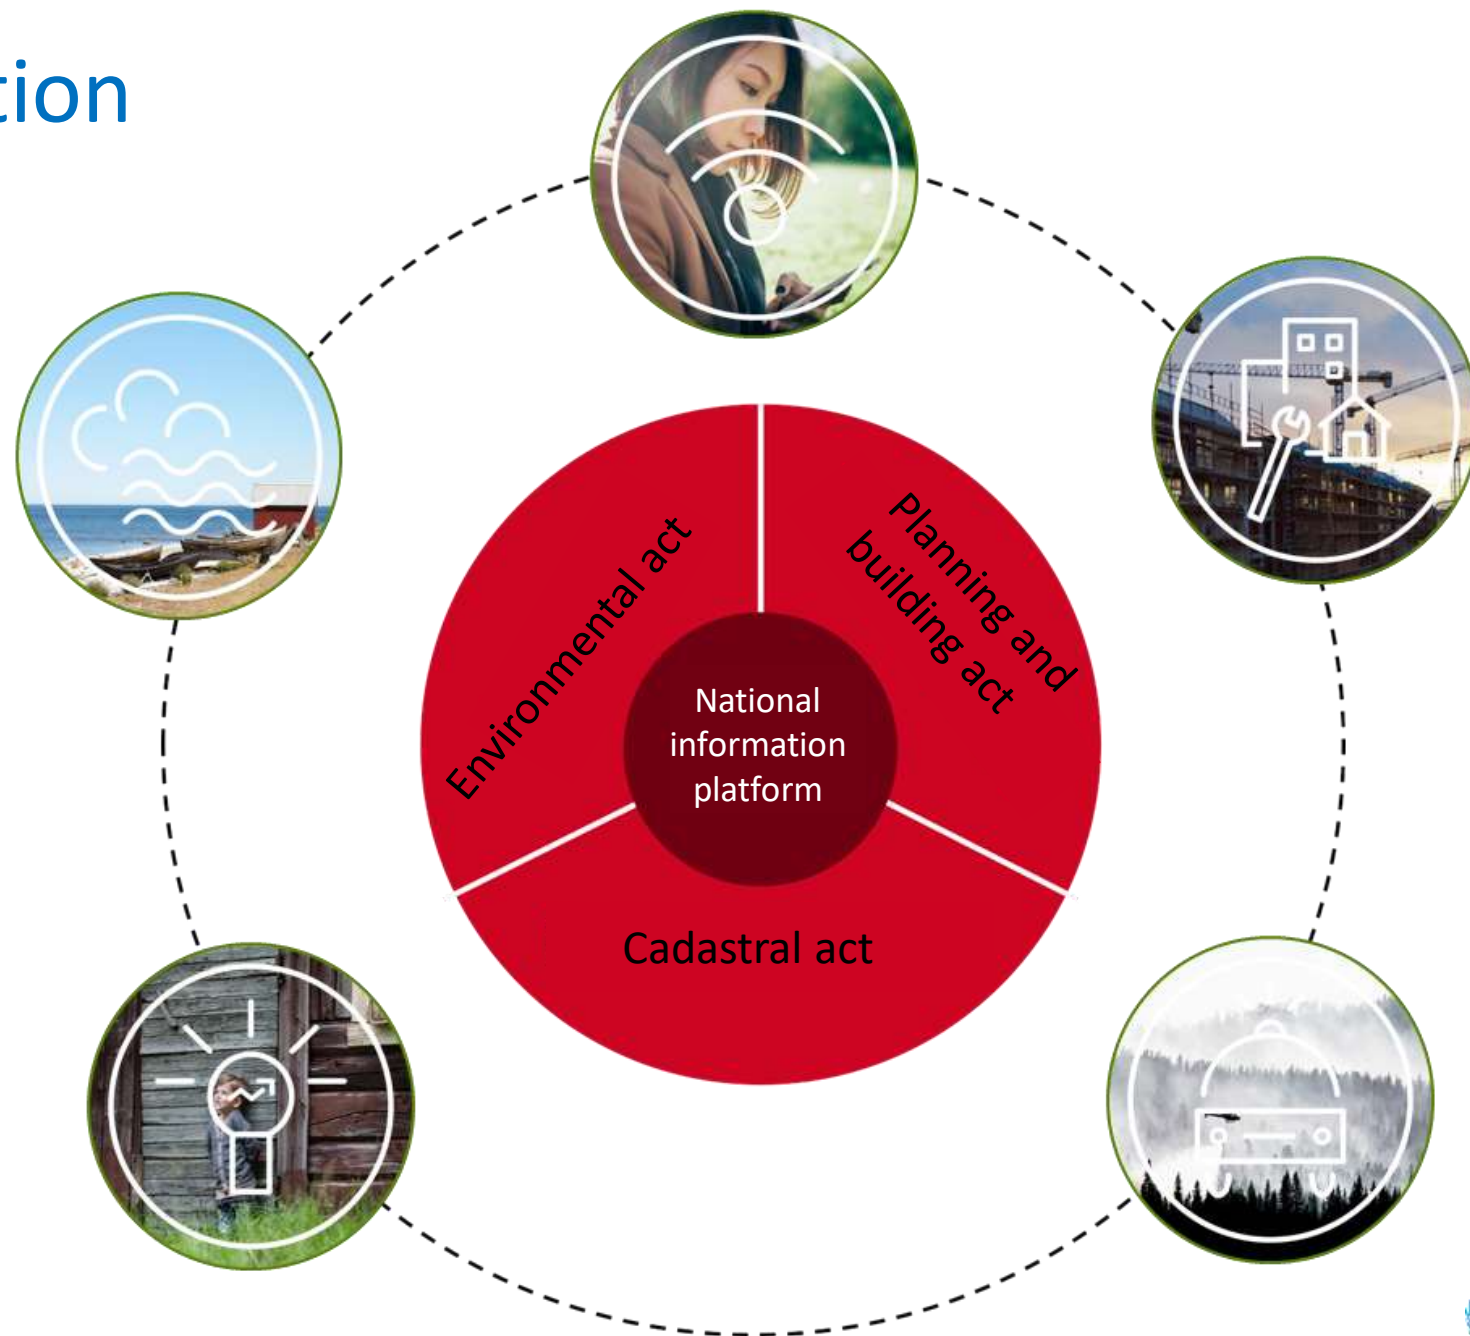 tion
Environmental act
Planning and
building act
National
information
platform
Cadastral act